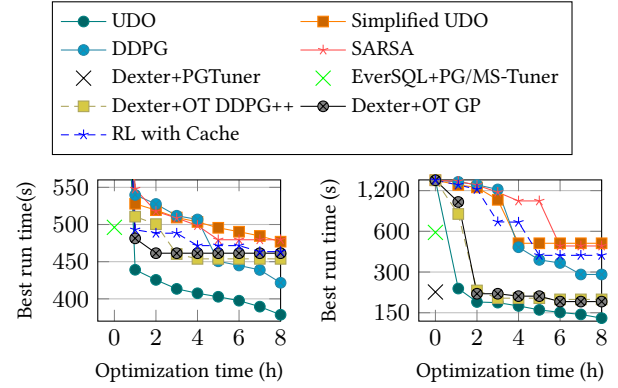 UDO
Simplified UDO
DDPG
SARSA
Dexter+PGTuner
EverSQL+PG/MS-Tuner
Dexter+OT DDPG++
Dexter+OT GP
RL with Cache
Best run time(s)
550
500
450
400
0 2 4 6 8
Optimization time (h)
Best run time (s)
1,200
600
300
150
0 2 4 6 8
Optimization time (h)